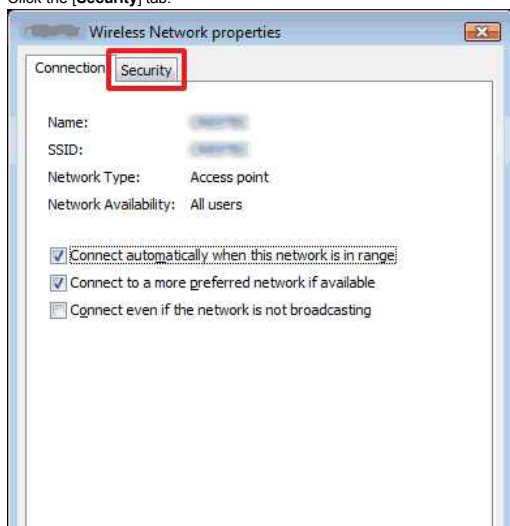 Click the [Security] tab.
Wireless Network properties
Connection Security
Name:
SSID:
Network Type: Access point
Network Availability: All users
Connect automatically when this network is in range
Connect to a more preferred network if available
Connect even if the network is not broadcasting